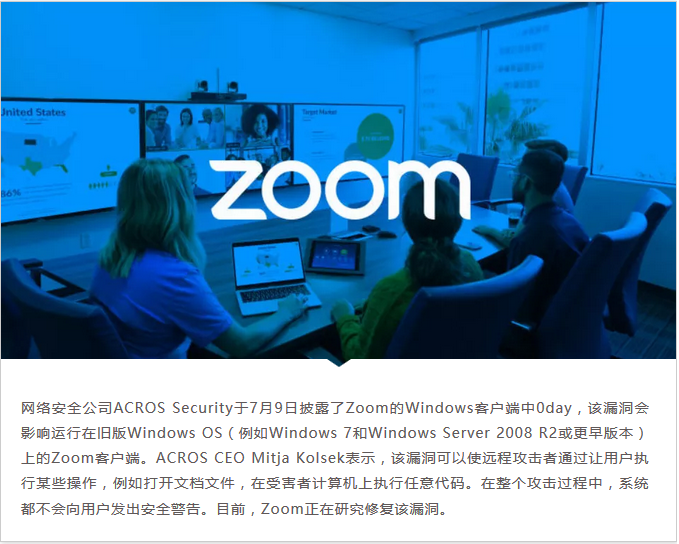 United States
Target Market
86%
zoom
网络安全公司ACROS Security于7月9日披露了Zoom的Windows客户端中0day，该漏洞会
影响运行在旧版Windows OS（例如Windows 7和Windows Server 2008 R2或更早版本）
上的Zoom客户端。ACROS CEO Mitja Kolsek表示，该漏洞可以使远程攻击者通过让用户执
行某些操作，例如打开文档文件，在受害者计算机上执行任意代码。在整个攻击过程中，系统
都不会向用户发出安全警告。目前，Zoom正在研究修复该漏洞。